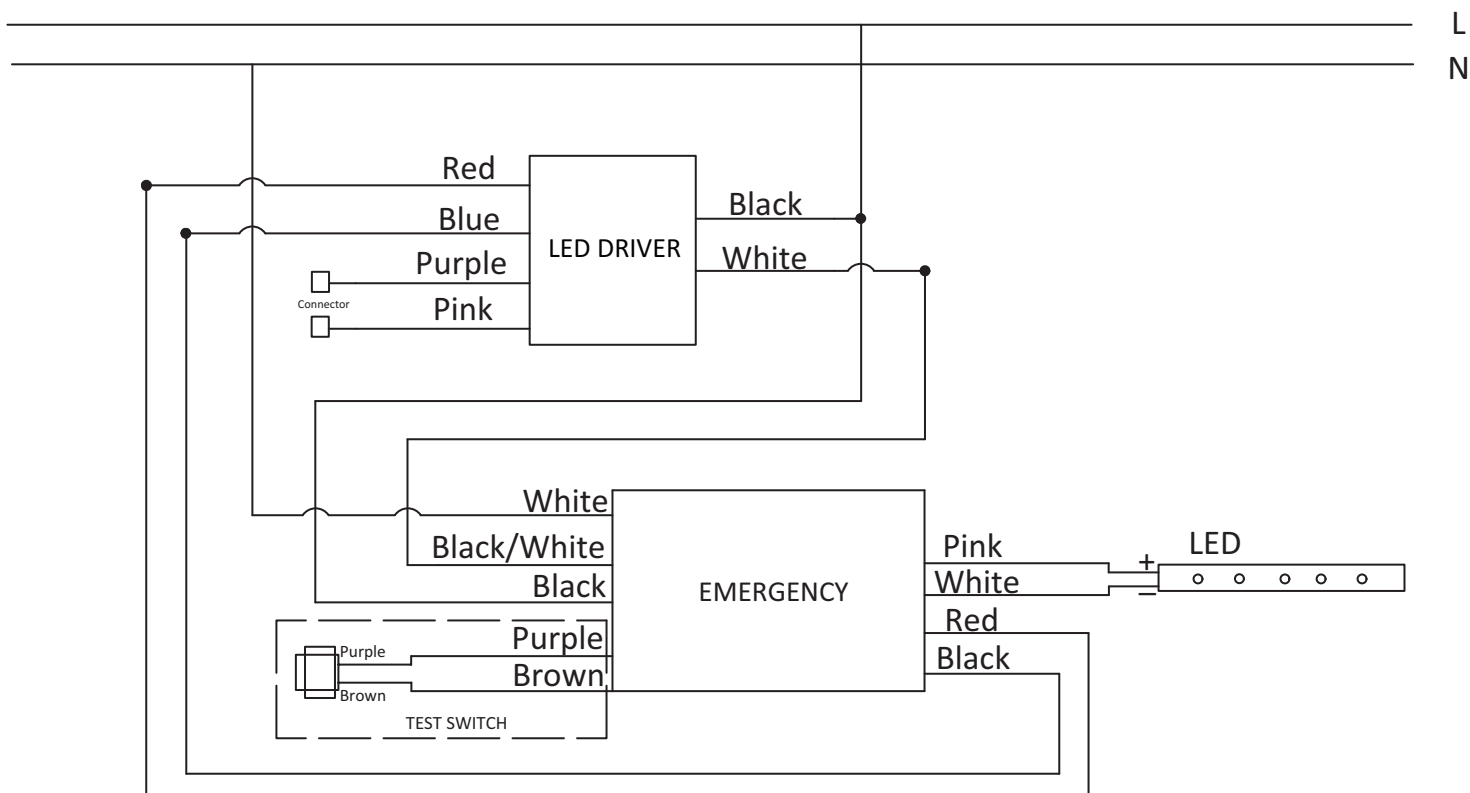 L
N
Red
Black
Blue
LED DRIVER
White
Purple
Connector
Pink
White
Black/White
Pink
LED
+
Black
EMERGENCY
White
–
Purple
Red
Purple
Brown
Black
Brown
TEST SWITCH